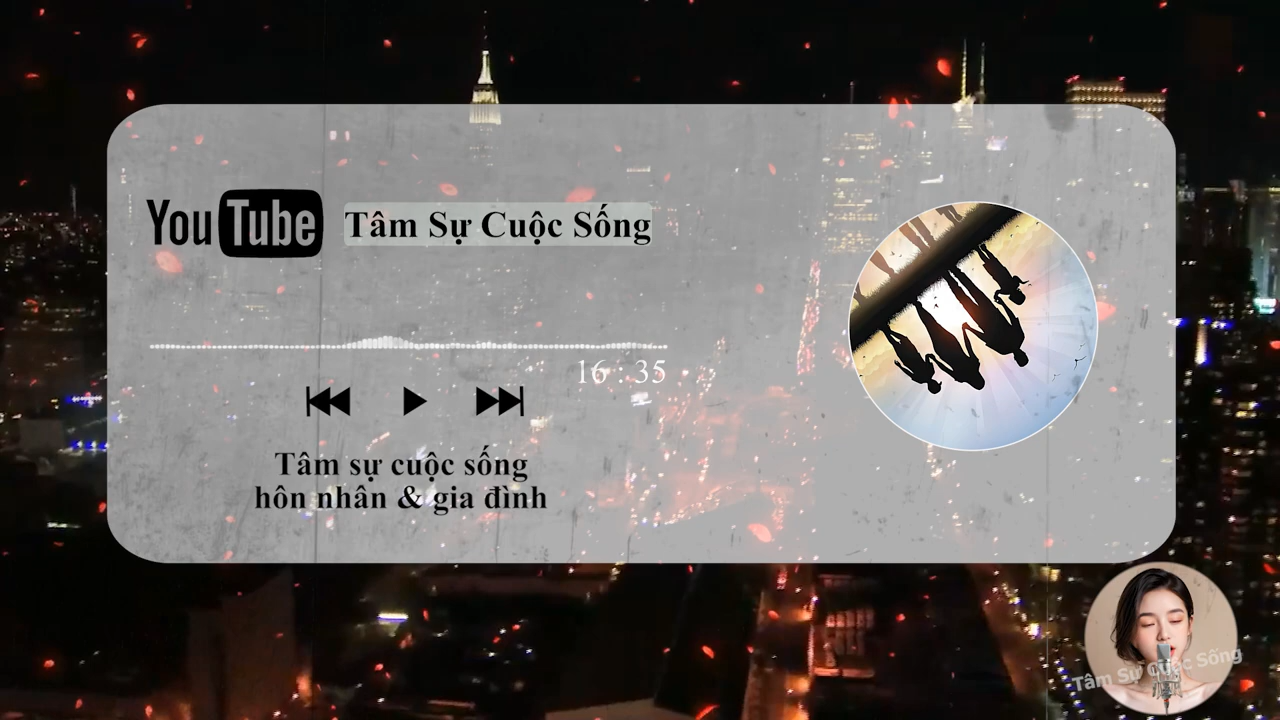 YouTube Tâm Sự Cuộc Sống
16 : 35
Tâm sự cuộc sống
hôn nhân & gia đình
Tâm Sự Cuộc Sống